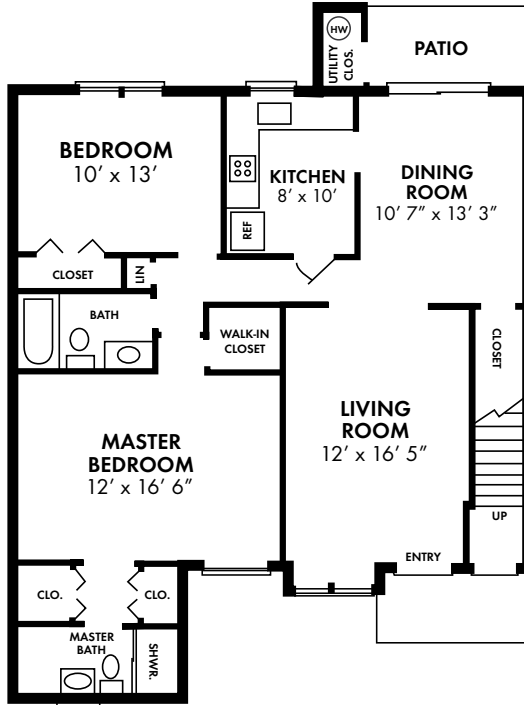 HW
UTILITY
CLOS.
PATIO
BEDROOM
10’ x 13’
KITCHEN
8’ x 10’
DINING
ROOM
10’ 7” x 13’ 3”
REF
CLOSET
LIN
BATH
WALK-IN
CLOSET
CLOSET
LIVING
ROOM
12’ x 16’ 5”
MASTER
BEDROOM
12’ x 16’ 6”
UP
ENTRY
CLO.
CLO.
MASTER
BATH
SHWR.